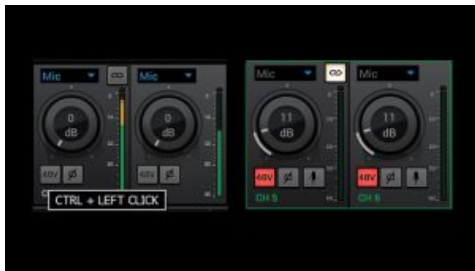 Mic Mic Mic Mic
0 0 11 11
dB dB dB dB
48V 48V 48V 48V
CTRL + LEFT CLICK
CH 5 CH 6